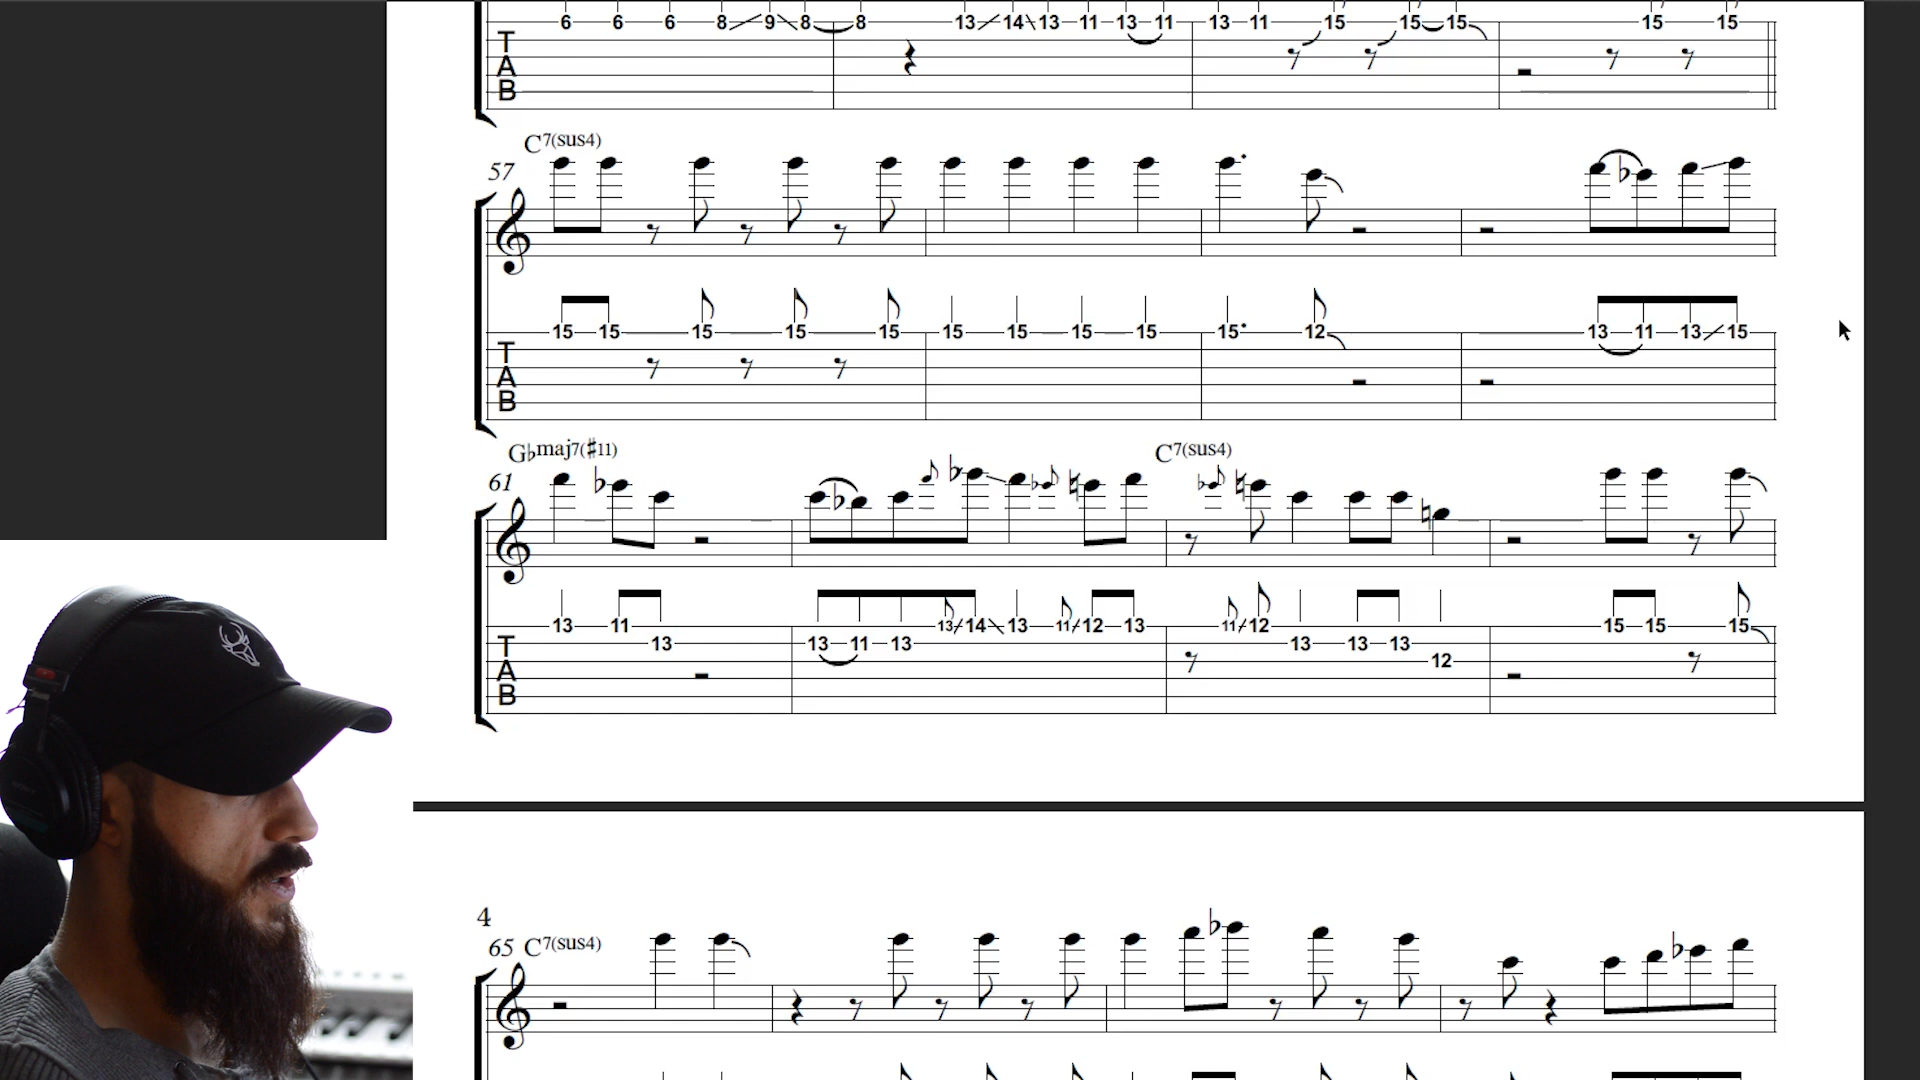 6 6 6 8 9 8 8 13 14 13 11 13 11 13 11 15 15 15 15 15
T
A
B
C7(sus4)
57
15 15 15 15 15 15 15 15 15 15. 12 13 11 13 15
T
A
B
G♭maj7(♯11) C7(sus4)
61
13 11 13 14 13 11 12 13 11 12 15 15 15
13 13 11 13 13 13 13
12
T
A
B
4
65 C7(sus4)